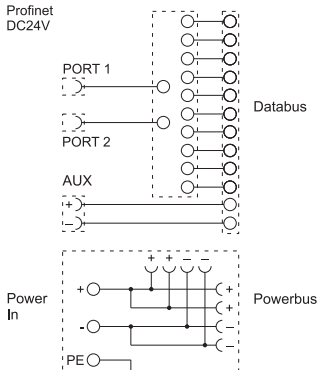 Profinet
DC24V
PORT 1
Databus
PORT 2
AUX
+
−
+ + − −
+ +
Power
In
Powerbus
+
- −
−
PE